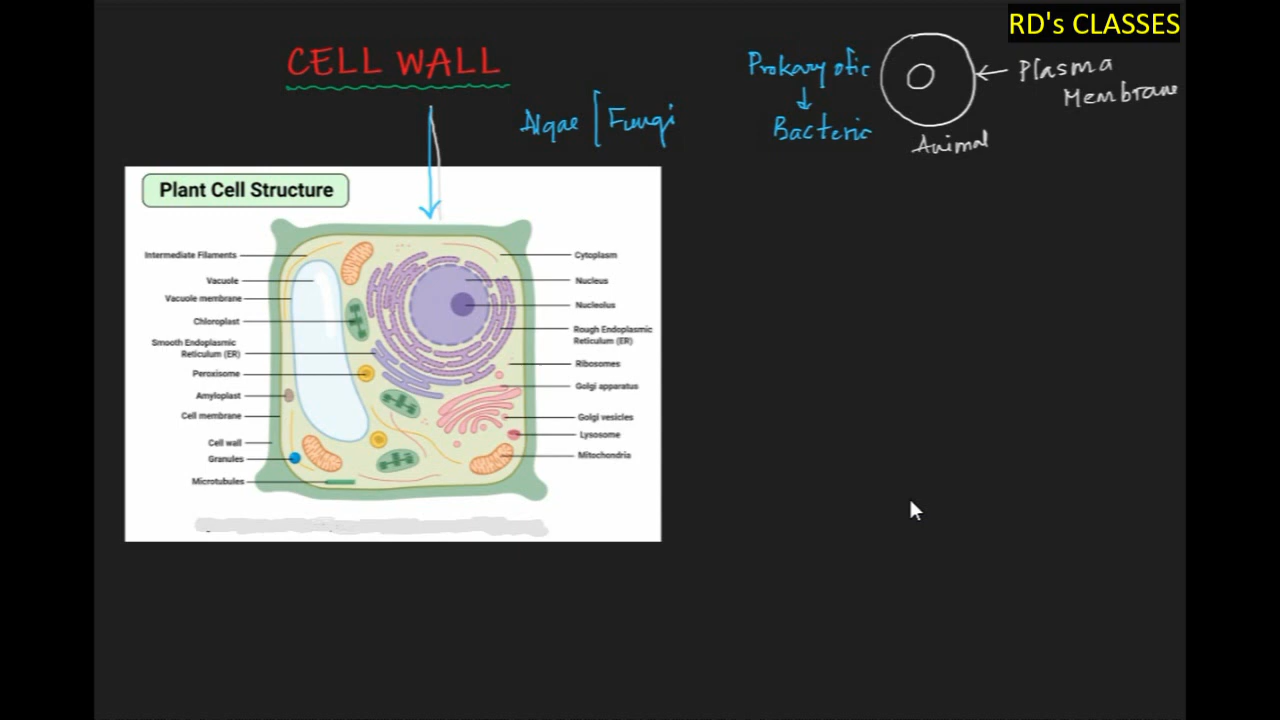 RD's CLASSES
CELL WALL
Algae Fungi
Prokaryotic
Bacteria
Plasma
Membrane
Animal
Plant Cell Structure
Intermediate Filaments
Vacuole
Vacuole membrane
Chloroplast
Smooth Endoplasmic
Reticulum (ER)
Peroxisome
Amyloplast
Cell membrane
Cell wall
Granules
Microtubules
Cytoplasm
Nucleus
Nucleolus
Rough Endoplasmic
Reticulum (ER)
Ribosomes
Golgi apparatus
Golgi vesicles
Lysosome
Mitochondria